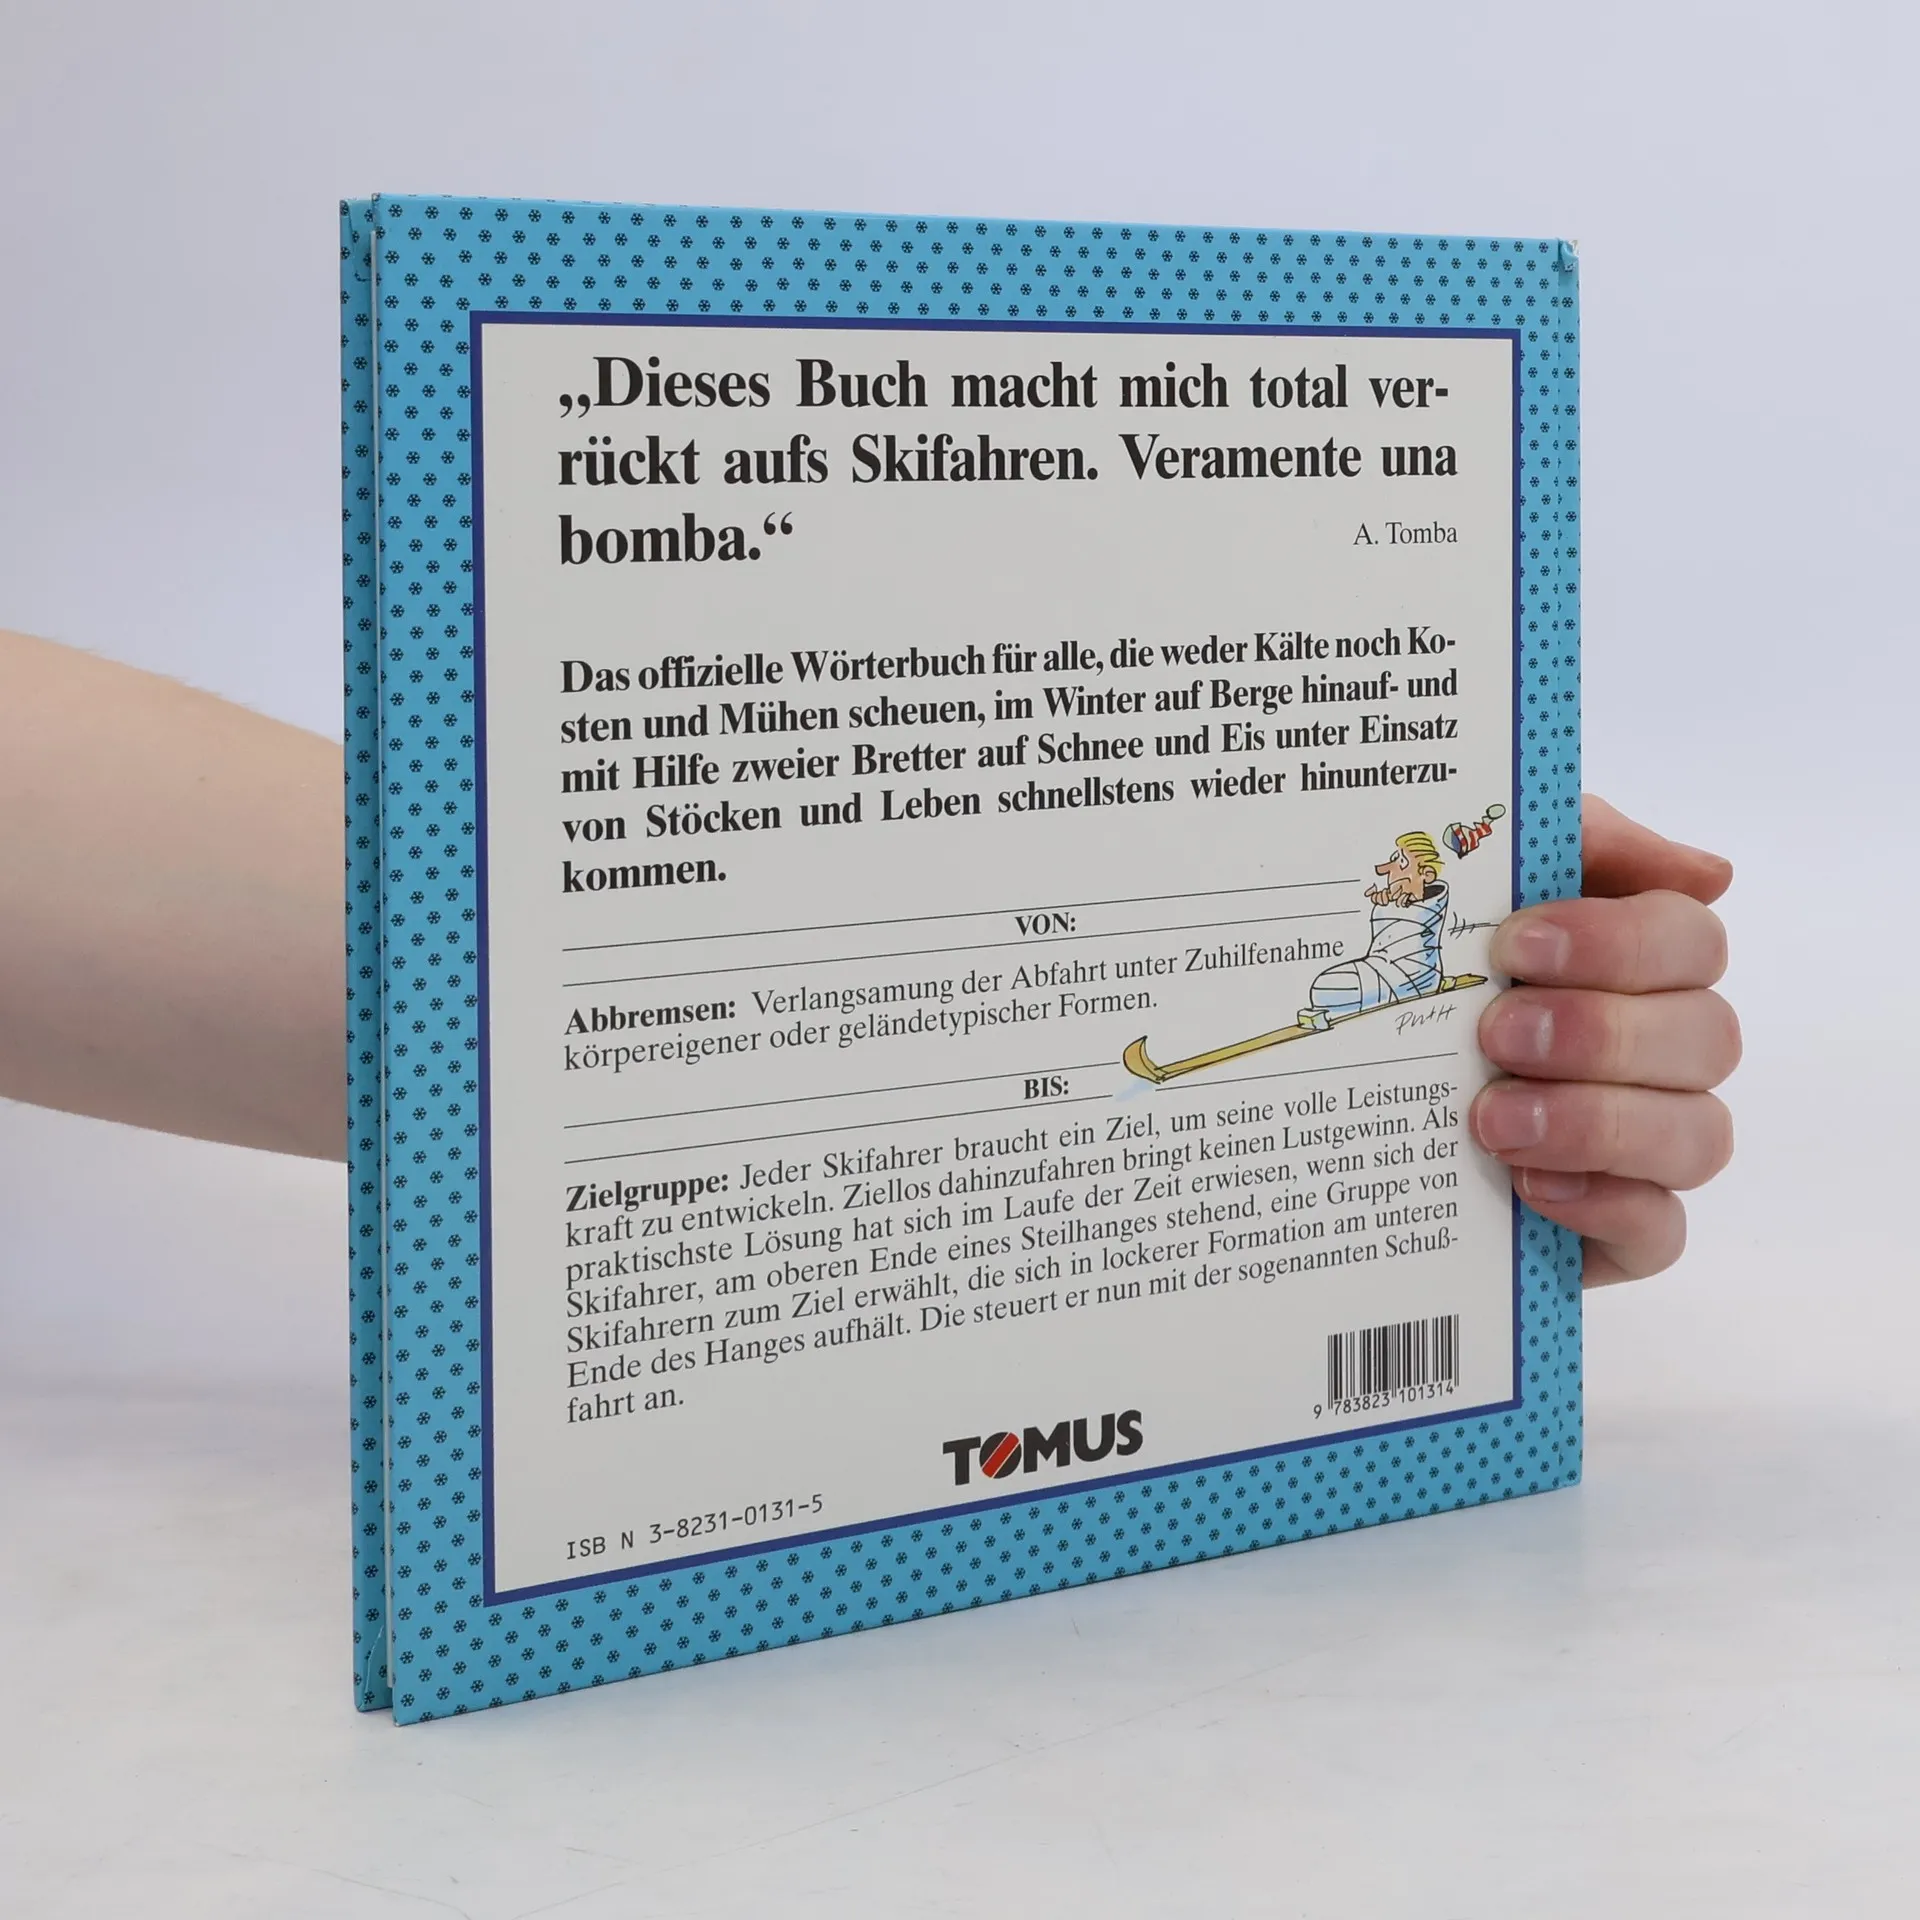 „Dieses Buch macht mich total ver-
rückt aufs Skifahren. Veramente una
bomba.“
A. Tomba
Das offizielle Wörterbuch für alle, die weder Kälte noch Ko-
sten und Mühen scheuen, im Winter auf Berge hinauf- und
mit Hilfe zweier Bretter auf Schnee und Eis unter Einsatz
von Stöcken und Leben schnellstens wieder hinunterzu-
kommen.
VON:
Abbremsen: Verlangsamung der Abfahrt unter Zuhilfenahme
körpereigener oder geländetypischer Formen.
PUTH
BIS:
Zielgruppe: Jeder Skifahrer braucht ein Ziel, um seine volle Leistungs-
kraft zu entwickeln. Ziellos dahinzufahren bringt keinen Lustgewinn. Als
praktischste Lösung hat sich im Laufe der Zeit erwiesen, wenn sich der
Skifahrer, am oberen Ende eines Steilhanges stehend, eine Gruppe von
Skifahrern zum Ziel erwählt, die sich in lockerer Formation am unteren
Ende des Hanges aufhält. Die steuert er nun mit der sogenannten Schuß-
fahrt an.
9 783823 101314
TOMUS
ISB N 3-8231-0131-5